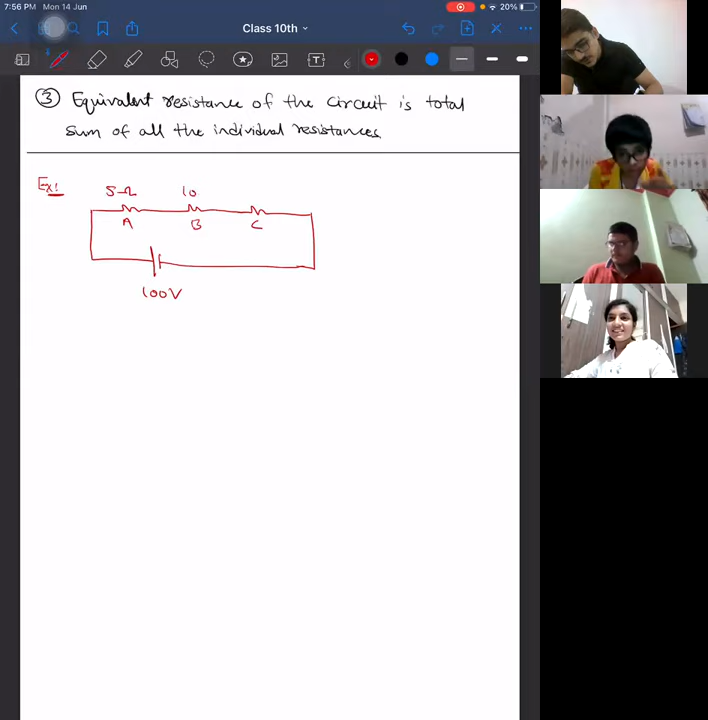 7:56 PM Mon 14 Jun
20%
Class 10th
③ Equivalent resistance of the circuit is total
sum of all the individual resistances
Ex:
5Ω 10
A B C
100V